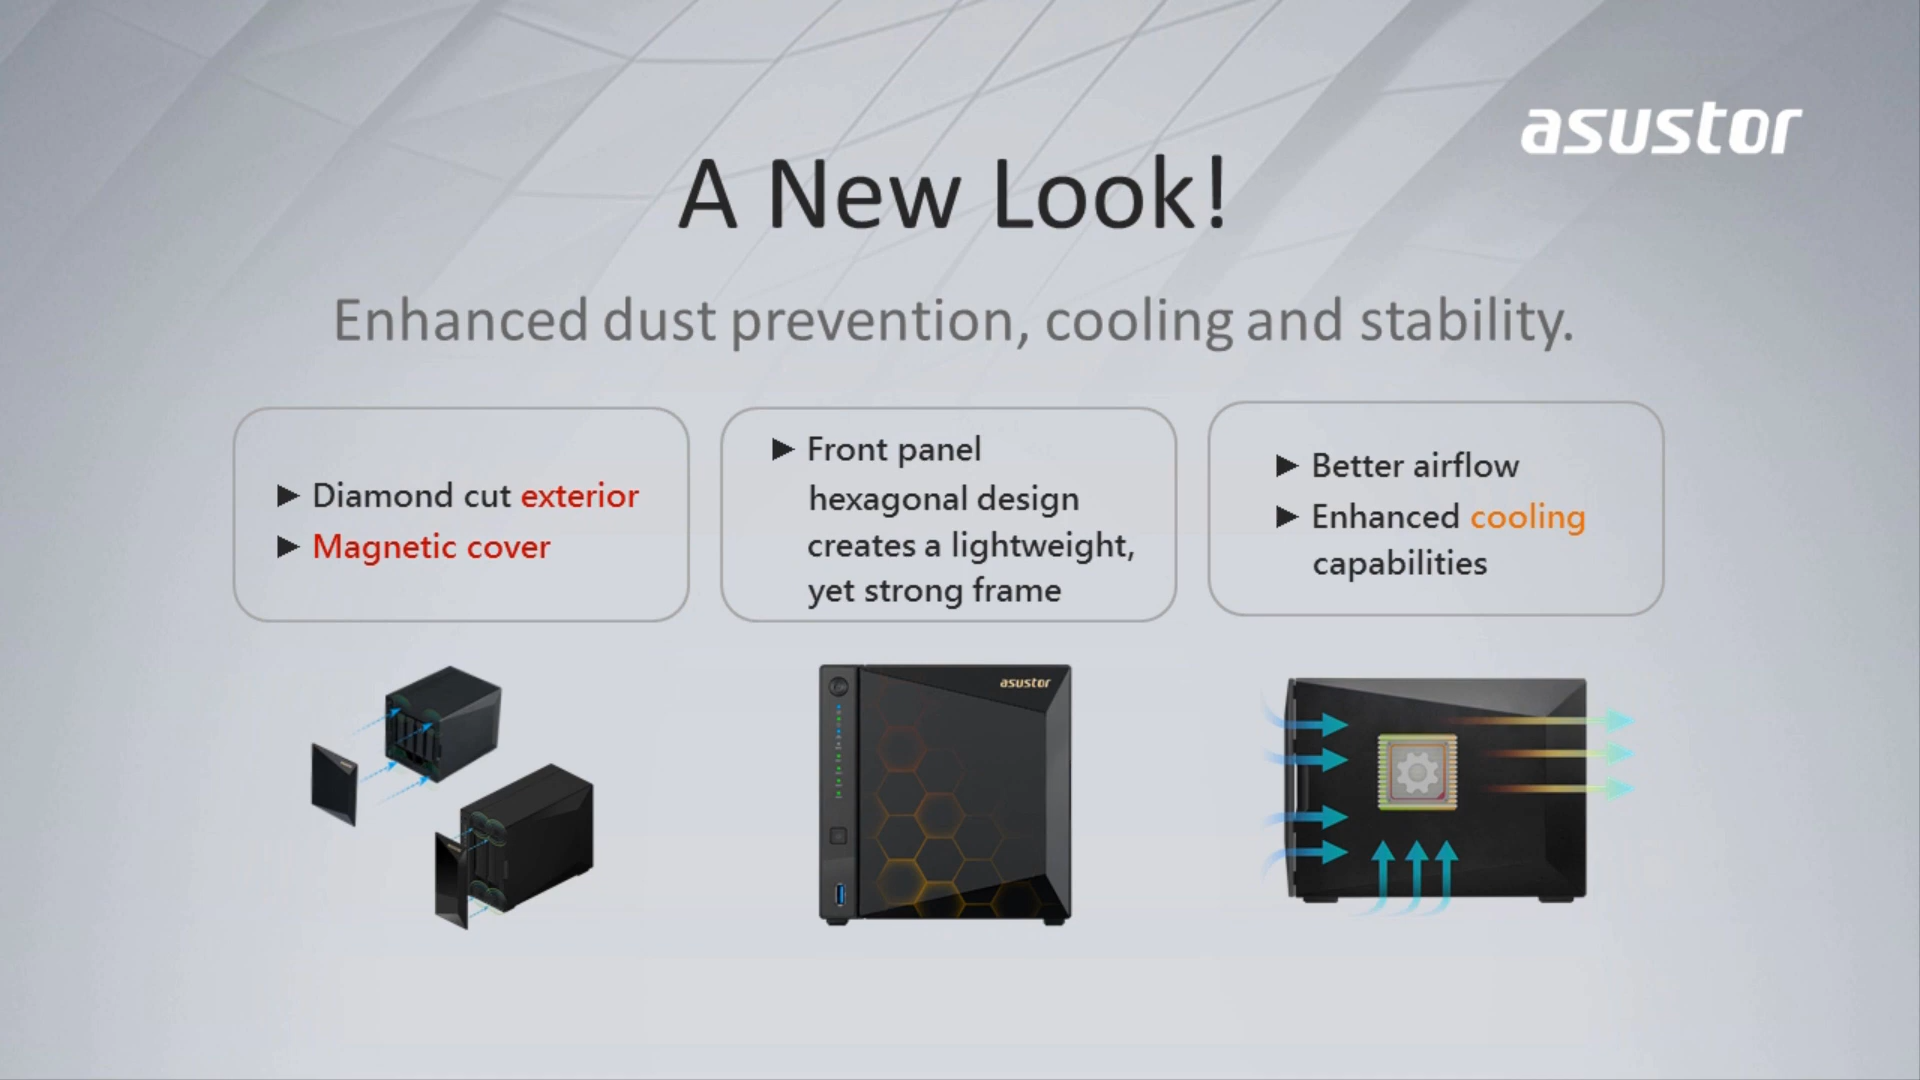 asustor
A New Look!
Enhanced dust prevention, cooling and stability.
► Diamond cut exterior
► Magnetic cover
► Front panel
hexagonal design
creates a lightweight,
yet strong frame
► Better airflow
► Enhanced cooling
capabilities
asustor